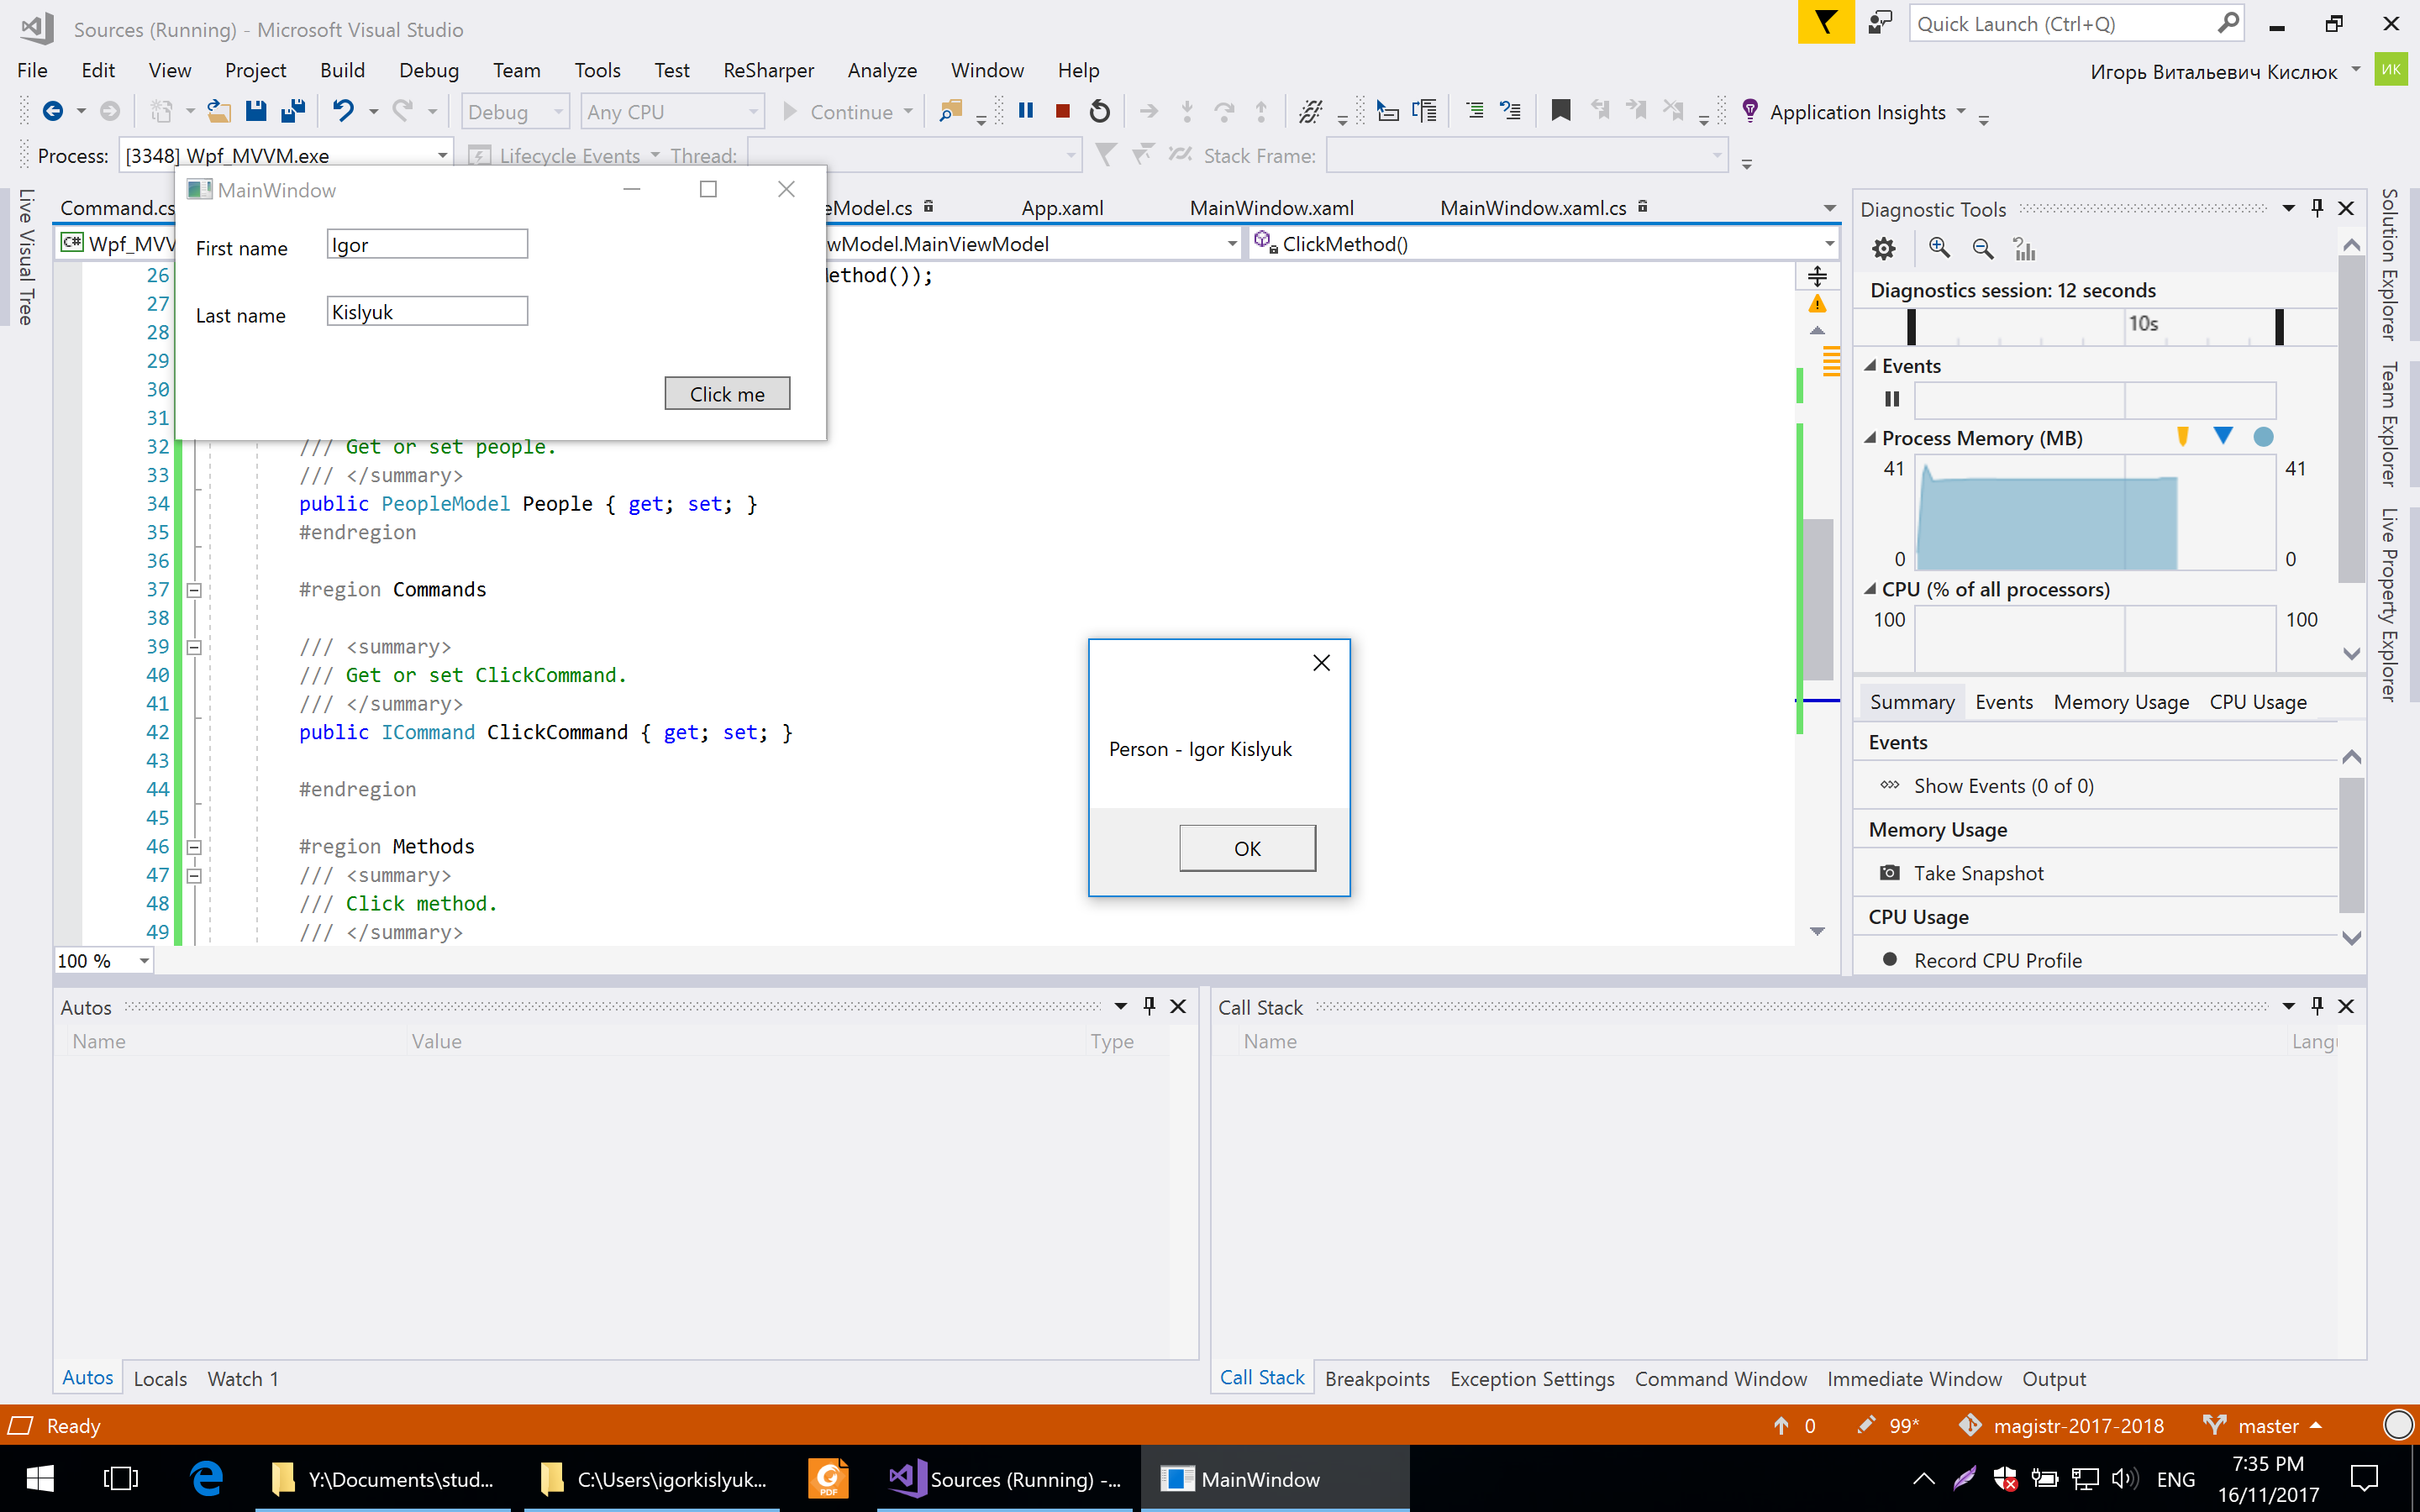 Sources (Running) - Microsoft Visual Studio
Quick Launch (Ctrl+Q)
File Edit View Project Build Debug Team Tools Test ReSharper Analyze Window Help
Игорь Витальевич Кислюк
ИК
Debug Any CPU Continue Application Insights
Process: [3348] Wpf_MVVM.exe Lifecycle Events Thread: Stack Frame:
Live Visual Tree
MainWindow
First name Igor
Last name Kislyuk
Click me
Command.cs eModel.cs App.xaml MainWindow.xaml MainWindow.xaml.cs
C# Wpf_MVV wModel.MainViewModel ClickMethod()
26 ethod());
27
28
29
30
31
32 /// Get or set people.
33 /// </summary>
34 public PeopleModel People { get; set; }
35 #endregion
36
37 #region Commands
38
39 /// <summary>
40 /// Get or set ClickCommand.
41 /// </summary>
42 public ICommand ClickCommand { get; set; }
43
44 #endregion
45
46 #region Methods
47 /// <summary>
48 /// Click method.
49 /// </summary>
100 %
Person - Igor Kislyuk
OK
Diagnostic Tools
Diagnostics session: 12 seconds
10s
Events
Process Memory (MB)
41 41
0 0
CPU (% of all processors)
100 100
Summary Events Memory Usage CPU Usage
Events
Show Events (0 of 0)
Memory Usage
Take Snapshot
CPU Usage
Record CPU Profile
Solution Explorer
Team Explorer
Live Property Explorer
Autos
Name Value Type
Autos Locals Watch 1
Call Stack
Name Langu
Call Stack Breakpoints Exception Settings Command Window Immediate Window Output
Ready
0 99* magistr-2017-2018 master
Y:\Documents\stud... C:\Users\igorkislyuk... PDF Sources (Running) -... MainWindow
ENG
7:35 PM
16/11/2017